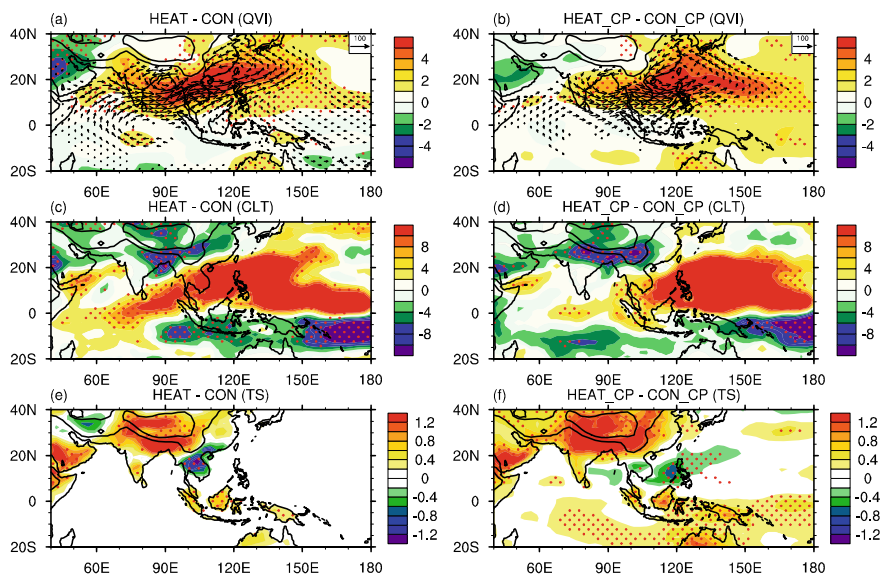 (a) HEAT - CON (QVI)
(b) HEAT_CP - CON_CP (QVI)
100
100
40N
20N
0
20S
60E 90E 120E 150E 180
4
2
0
-2
-4
40N
20N
0
20S
60E 90E 120E 150E 180
4
2
0
-2
-4
(c) HEAT - CON (CLT)
(d) HEAT_CP - CON_CP (CLT)
40N
20N
0
20S
60E 90E 120E 150E 180
8
4
0
-4
-8
40N
20N
0
20S
60E 90E 120E 150E 180
8
4
0
-4
-8
(e) HEAT - CON (TS)
(f) HEAT_CP - CON_CP (TS)
40N
20N
0
20S
60E 90E 120E 150E 180
1.2
0.8
0.4
0
-0.4
-0.8
-1.2
40N
20N
0
20S
60E 90E 120E 150E 180
1.2
0.8
0.4
0
-0.4
-0.8
-1.2